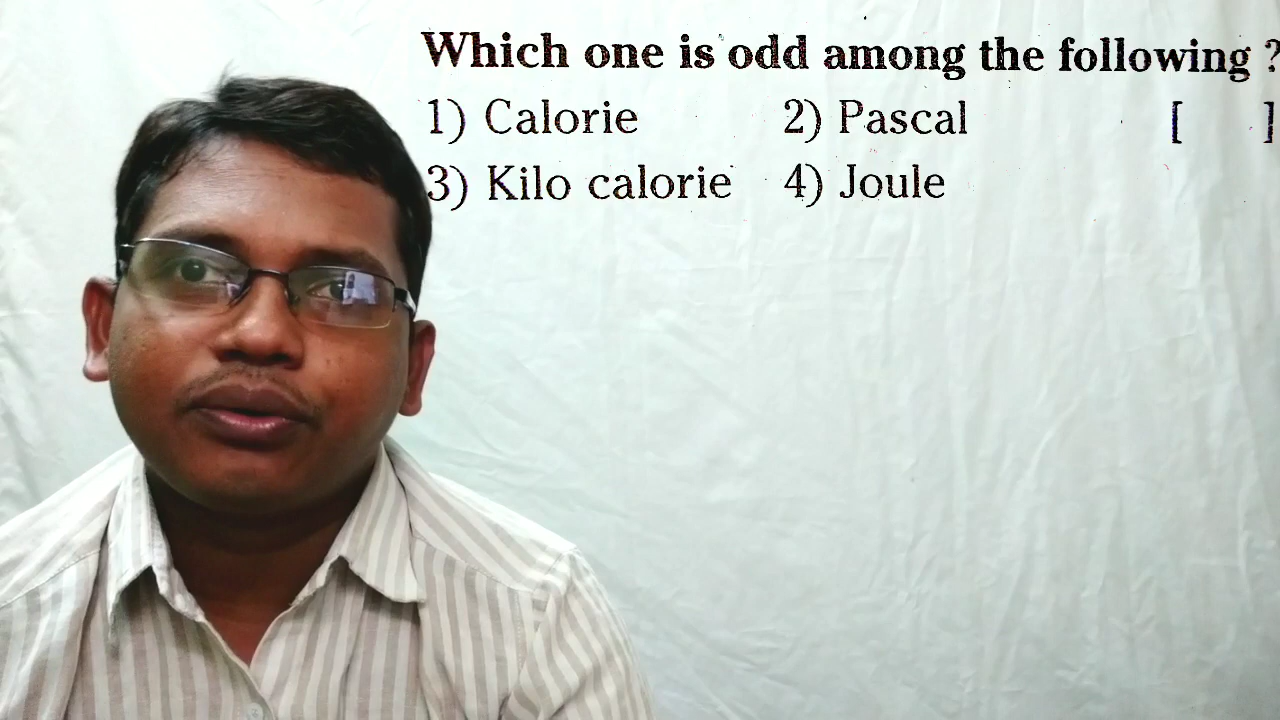 Which one is odd among the following ?
1) Calorie 2) Pascal [ ]
3) Kilo calorie 4) Joule